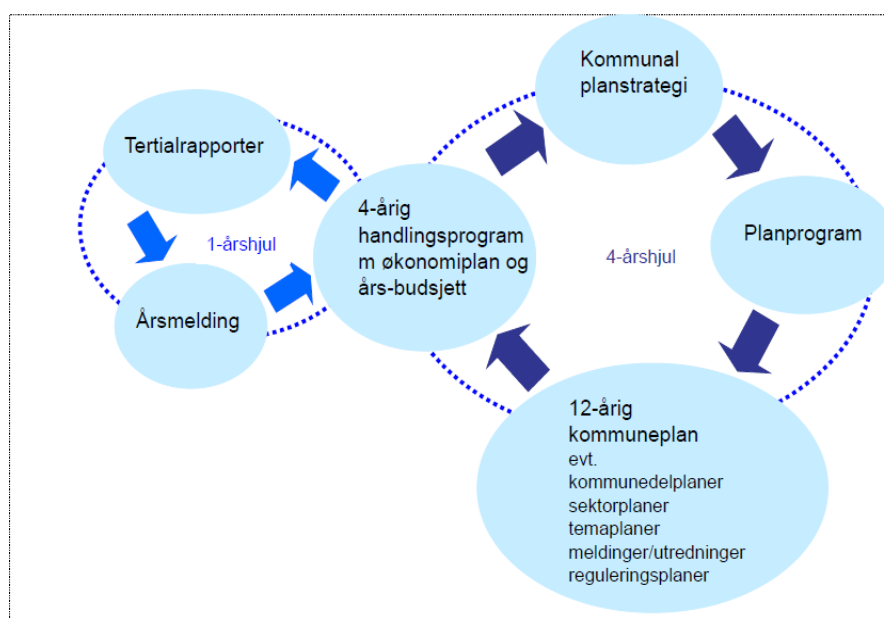 Kommunal
planstrategi
Tertialrapporter
4-årig
handlingsprogram
m økonomiplan og
års-budsjett
1-årshjul
4-årshjul
Planprogram
Årsmelding
12-årig
kommuneplan
evt.
kommunedelplaner
sektorplaner
temaplaner
meldinger/utredninger
reguleringsplaner